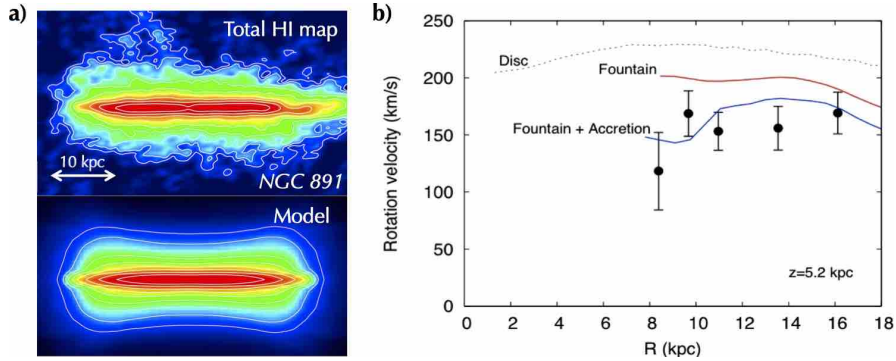 a)
Total HI map
10 kpc
NGC 891
Model
b)
Rotation velocity (km/s)
250
200
150
100
50
0
Disc
Fountain
Fountain + Accretion
z=5.2 kpc
0 2 4 6 8 10 12 14 16 18
R (kpc)